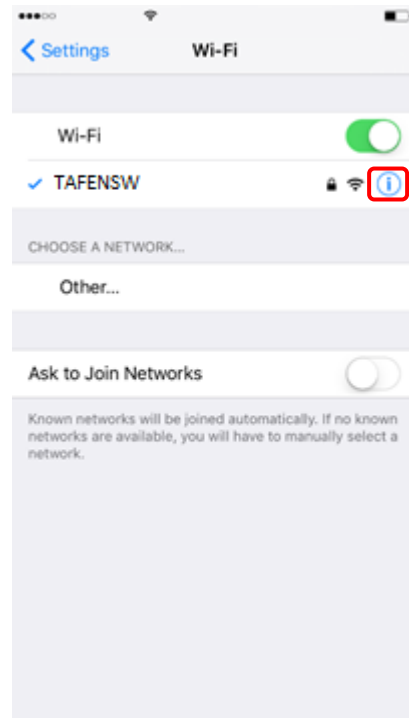 Settings Wi-Fi
Wi-Fi
TAFENSW
CHOOSE A NETWORK...
Other...
Ask to Join Networks
Known networks will be joined automatically. If no known
networks are available, you will have to manually select a
network.